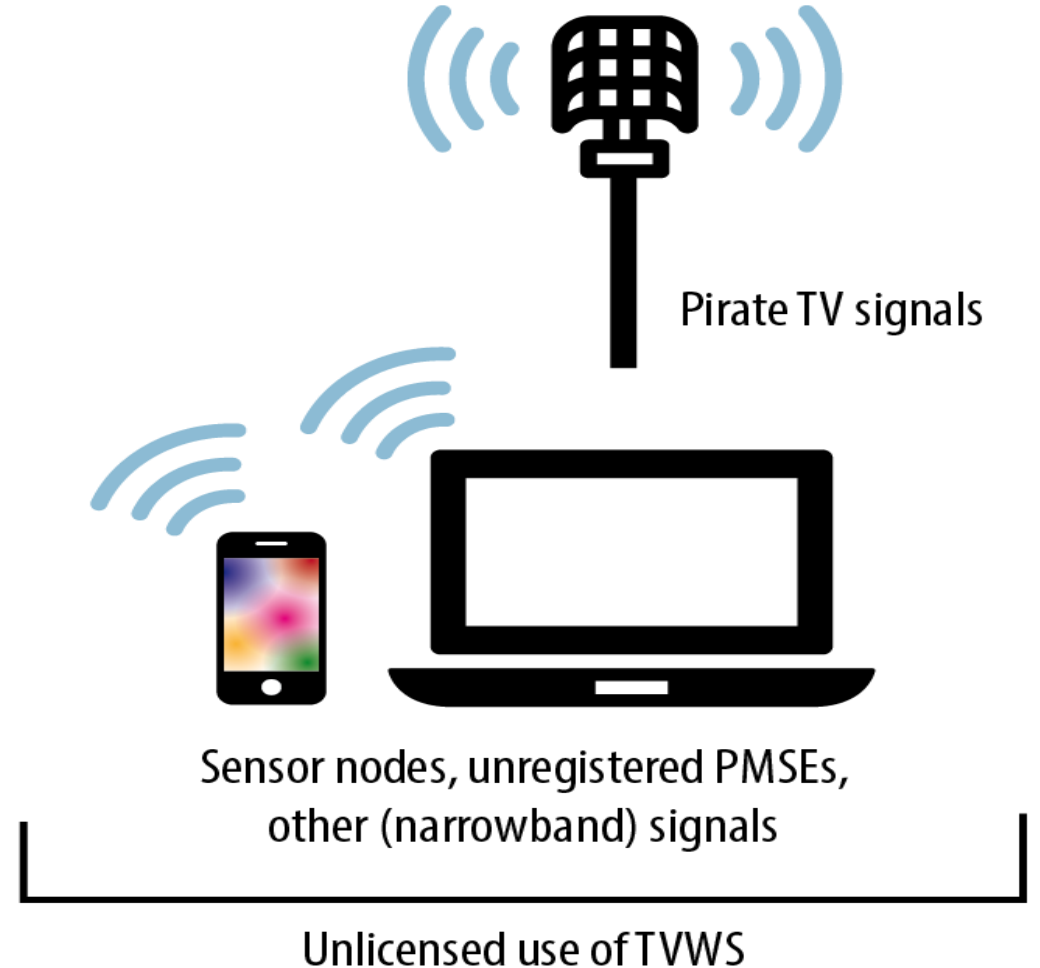 Pirate TV signals
Sensor nodes, unregistered PMSEs,
other (narrowband) signals
Unlicensed use of TVWS